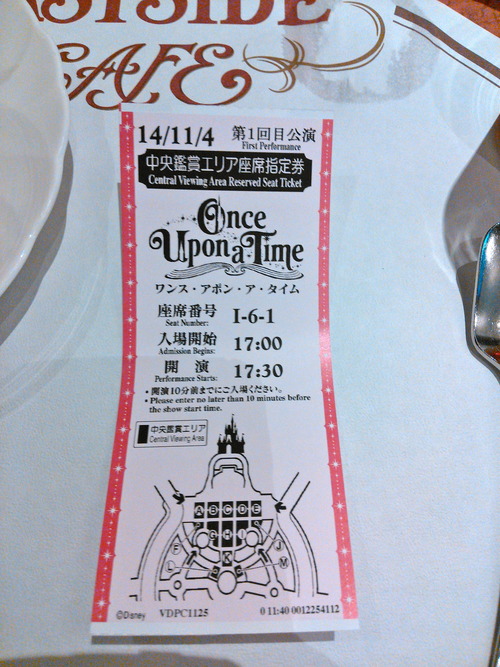 STSIDE
CAFE
14/11/4 第1回目公演
First Performance
中央鑑賞エリア座席指定券
Central Viewing Area Reserved Seat Ticket
Once
Upon a Time
ワンス・アポン・ア・タイム
座席番号 I-6-1
Seat Number:
入場開始 17:00
Admission Begins:
開 演 17:30
Performance Starts:
・開演10分前までにご入場ください。
・Please enter no later than 10 minutes before
the show start time.
中央鑑賞エリア
Central Viewing Area
A B C D E
G H I
F J
K
L M
©Disney VDPC1125 0 11:40 0012254112